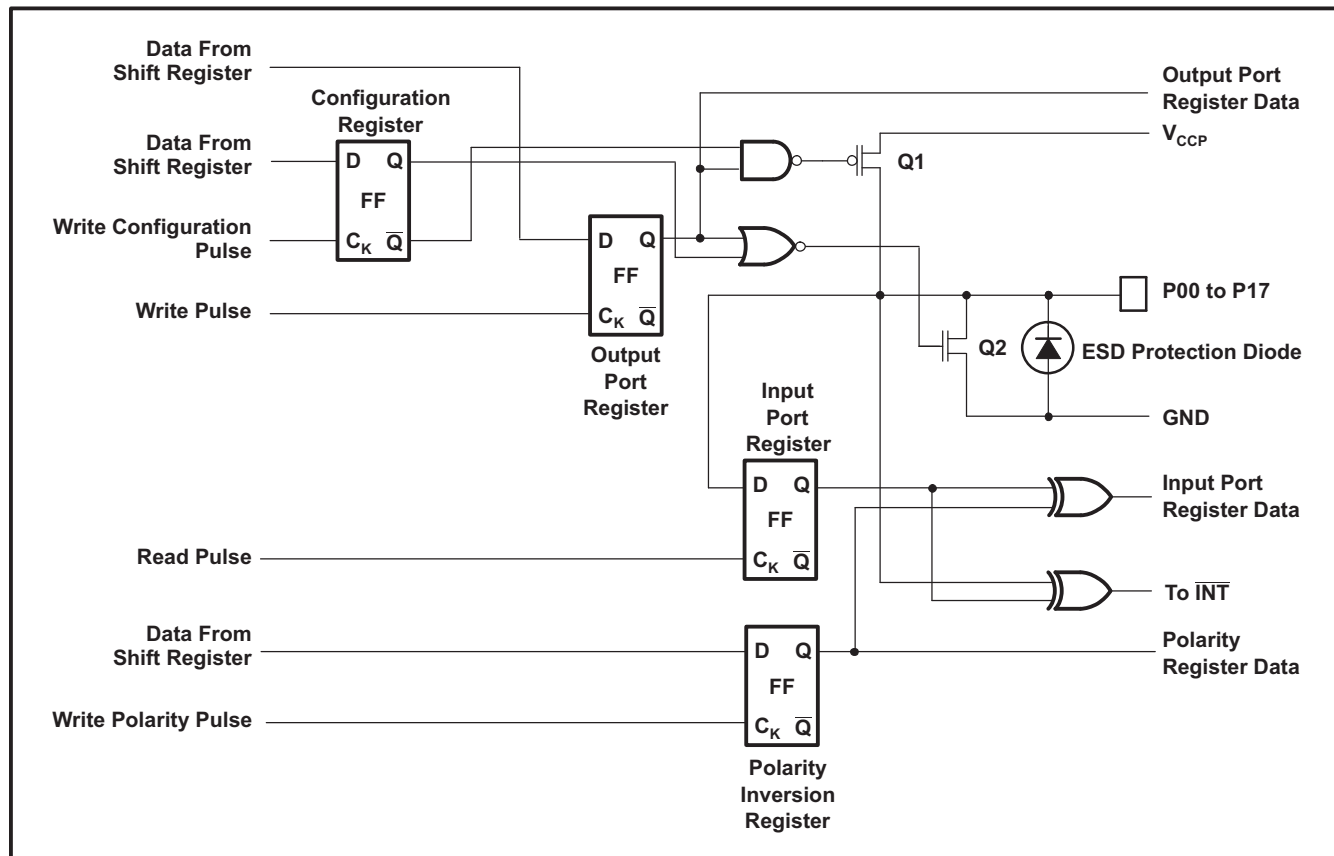 Data From
Shift Register
Configuration
Register
Data From
Shift Register
D Q
FF
CK Q̅
Write Configuration
Pulse
Write Pulse
D Q
FF
CK Q̅
Output
Port
Register
Output Port
Register Data
VCCP
Q1
P00 to P17
Q2
ESD Protection Diode
GND
Input
Port
Register
D Q
FF
CK Q̅
Read Pulse
Input Port
Register Data
To I̅N̅T̅
Data From
Shift Register
D Q
FF
CK Q̅
Write Polarity Pulse
Polarity
Inversion
Register
Polarity
Register Data